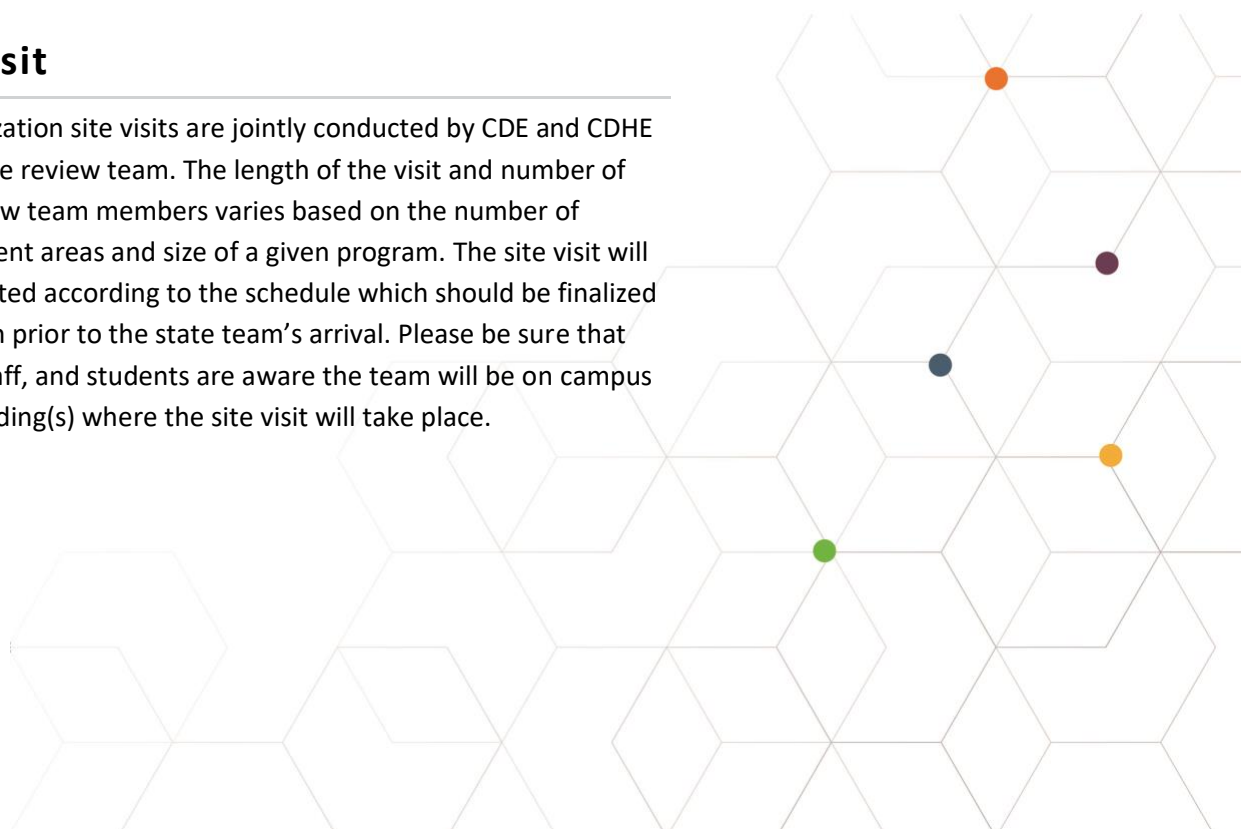 sit
zation site visits are jointly conducted by CDE and CDHE
e review team. The length of the visit and number of
w team members varies based on the number of
ent areas and size of a given program. The site visit will
ted according to the schedule which should be finalized
n prior to the state team’s arrival. Please be sure that
ff, and students are aware the team will be on campus
ding(s) where the site visit will take place.